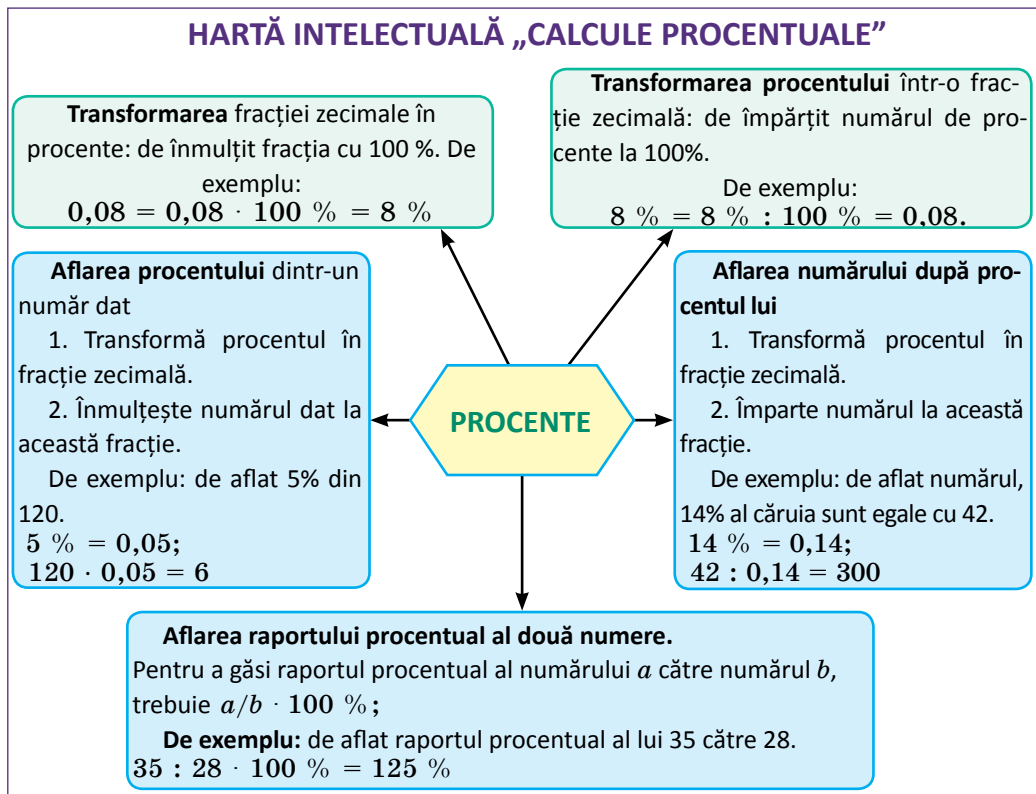 HARTĂ INTELECTUALĂ „CALCULE PROCENTUALE”
Transformarea fracției zecimale în
procente: de înmulțit fracția cu 100 %. De
exemplu:
0,08 = 0,08 · 100 % = 8 %
Transformarea procentului într-o frac-
ție zecimală: de împărțit numărul de pro-
cente la 100%.
De exemplu:
8 % = 8 % : 100 % = 0,08.
Aflarea procentului dintr-un
număr dat
1. Transformă procentul în
fracție zecimală.
2. Înmulțește numărul dat la
această fracție.
De exemplu: de aflat 5% din
120.
5 % = 0,05;
120 · 0,05 = 6
PROCENTE
Aflarea numărului după pro-
centul lui
1. Transformă procentul în
fracție zecimală.
2. Împarte numărul la această
fracție.
De exemplu: de aflat numărul,
14% al căruia sunt egale cu 42.
14 % = 0,14;
42 : 0,14 = 300
Aflarea raportului procentual al două numere.
Pentru a găsi raportul procentual al numărului a către numărul b,
trebuie a/b · 100 %;
De exemplu: de aflat raportul procentual al lui 35 către 28.
35 : 28 · 100 % = 125 %